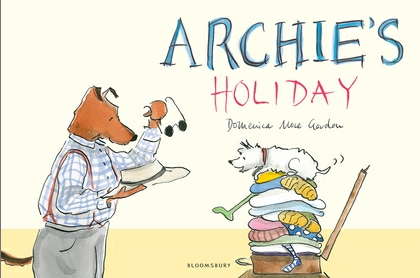 ARCHIE'S
HOLIDAY
Domenica More Gordon
BLOOMSBURY